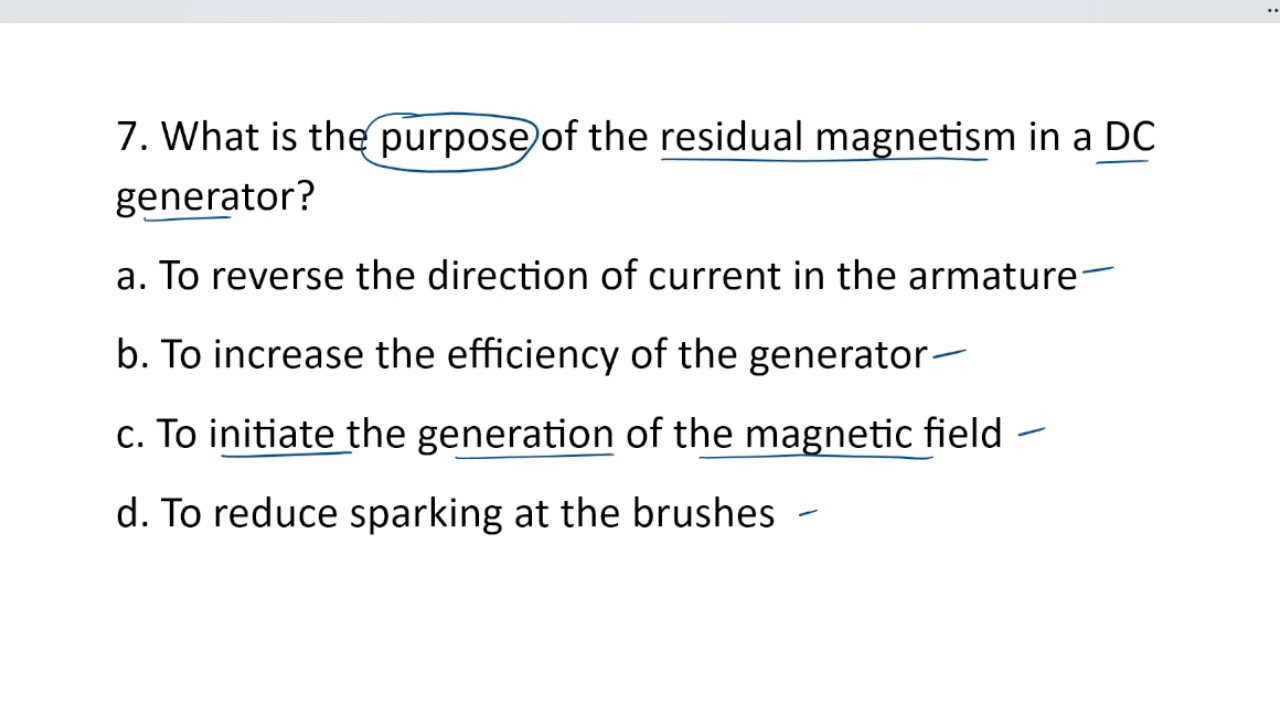 7. What is the purpose of the residual magnetism in a DC
generator?
a. To reverse the direction of current in the armature
b. To increase the efficiency of the generator
c. To initiate the generation of the magnetic field
d. To reduce sparking at the brushes